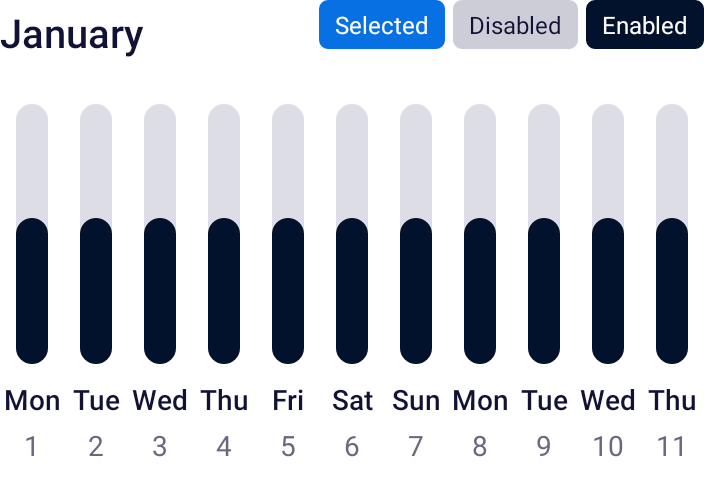 January
Selected Disabled Enabled
Mon Tue Wed Thu Fri Sat Sun Mon Tue Wed Thu
1 2 3 4 5 6 7 8 9 10 11